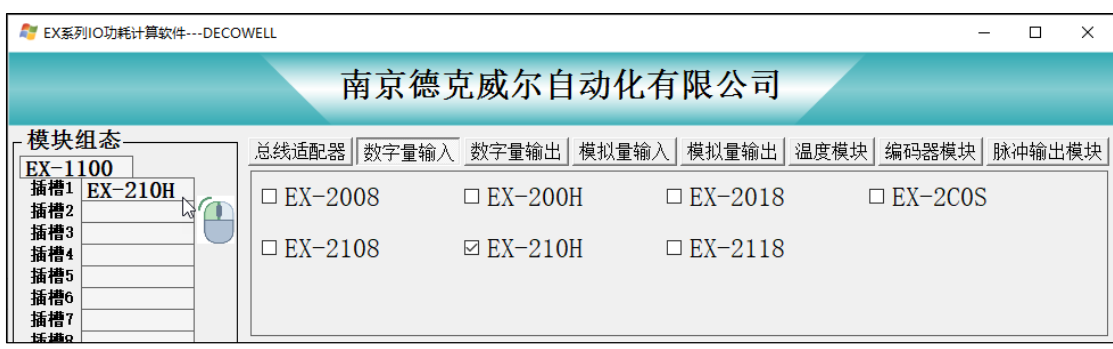 EX系列IO功耗计算软件---DECOWELL
南京德克威尔自动化有限公司
模块组态
EX-1100
插槽1 EX-210H
插槽2
插槽3
插槽4
插槽5
插槽6
插槽7
插槽8
总线适配器 数字量输入 数字量输出 模拟量输入 模拟量输出 温度模块 编码器模块 脉冲输出模块
EX-2008 EX-200H EX-2018 EX-2C0S
EX-2108 EX-210H EX-2118